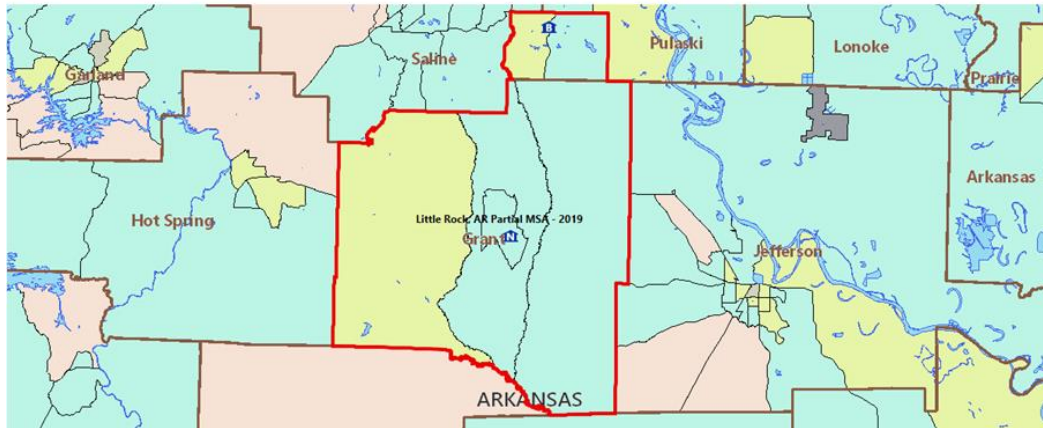 Garland
Saline
B
Pulaski
Lonoke
Prairie
Arkansas
Hot Spring
Little Rock, AR Partial MSA - 2019
Grant
N
Jefferson
ARKANSAS